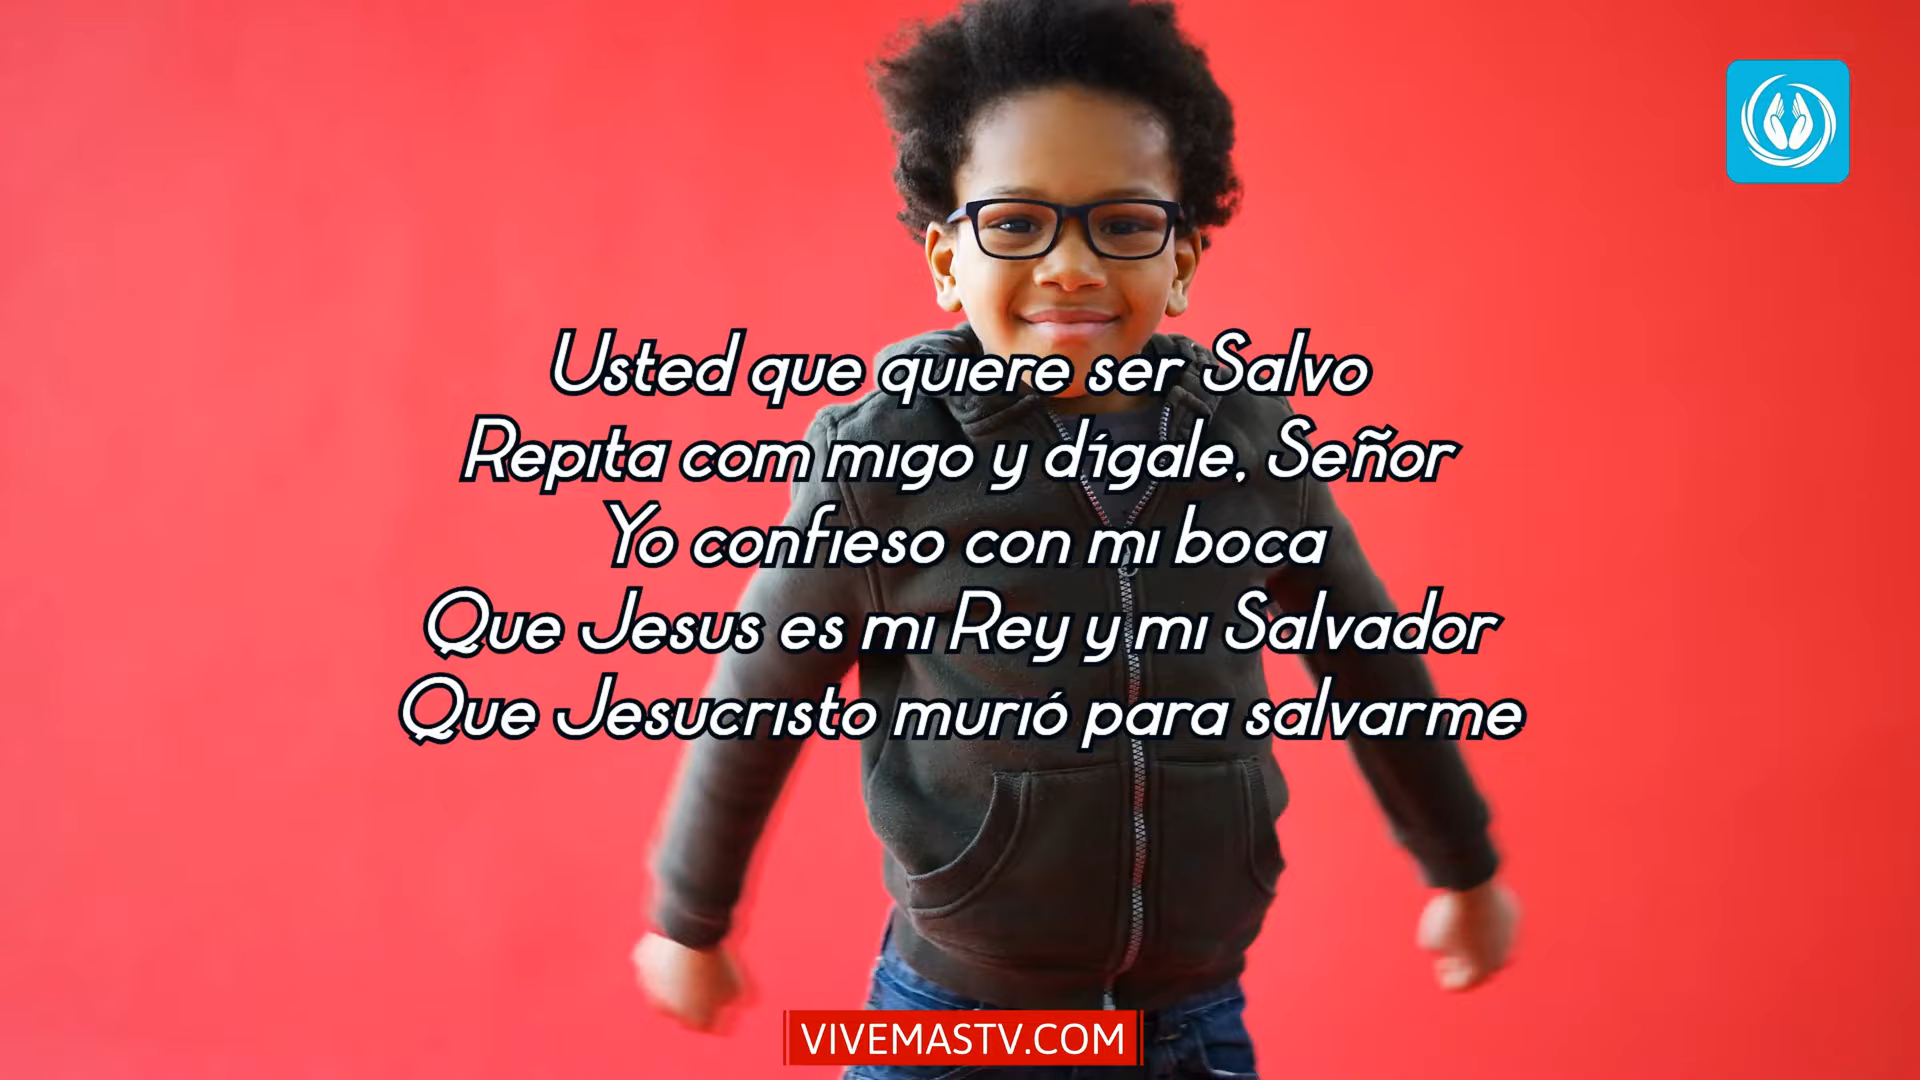 Usted que quiere ser Salvo
Repita com migo y dígale, Señor
Yo confieso con mi boca
Que Jesus es mi Rey y mi Salvador
Que Jesucristo murió para salvarme
VIVEMASTV.COM